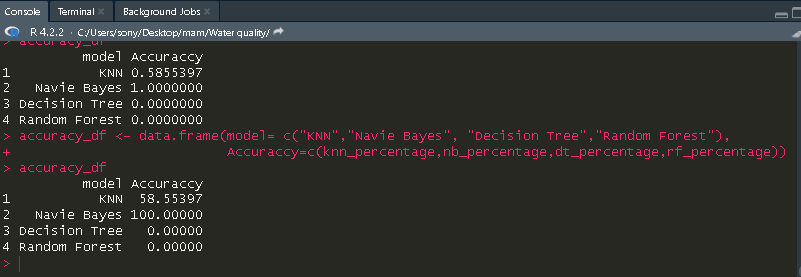 Console Terminal × Background Jobs ×
R 4.2.2 · C:/Users/sony/Desktop/mam/Water quality/
> accuracy_df
model Accuraccy
1 KNN 0.5855397
2 Navie Bayes 1.0000000
3 Decision Tree 0.0000000
4 Random Forest 0.0000000
> accuracy_df <- data.frame(model= c("KNN","Navie Bayes", "Decision Tree","Random Forest"),
+ Accuraccy=c(knn_percentage,nb_percentage,dt_percentage,rf_percentage))
> accuracy_df
model Accuraccy
1 KNN 58.55397
2 Navie Bayes 100.00000
3 Decision Tree 0.00000
4 Random Forest 0.00000
>